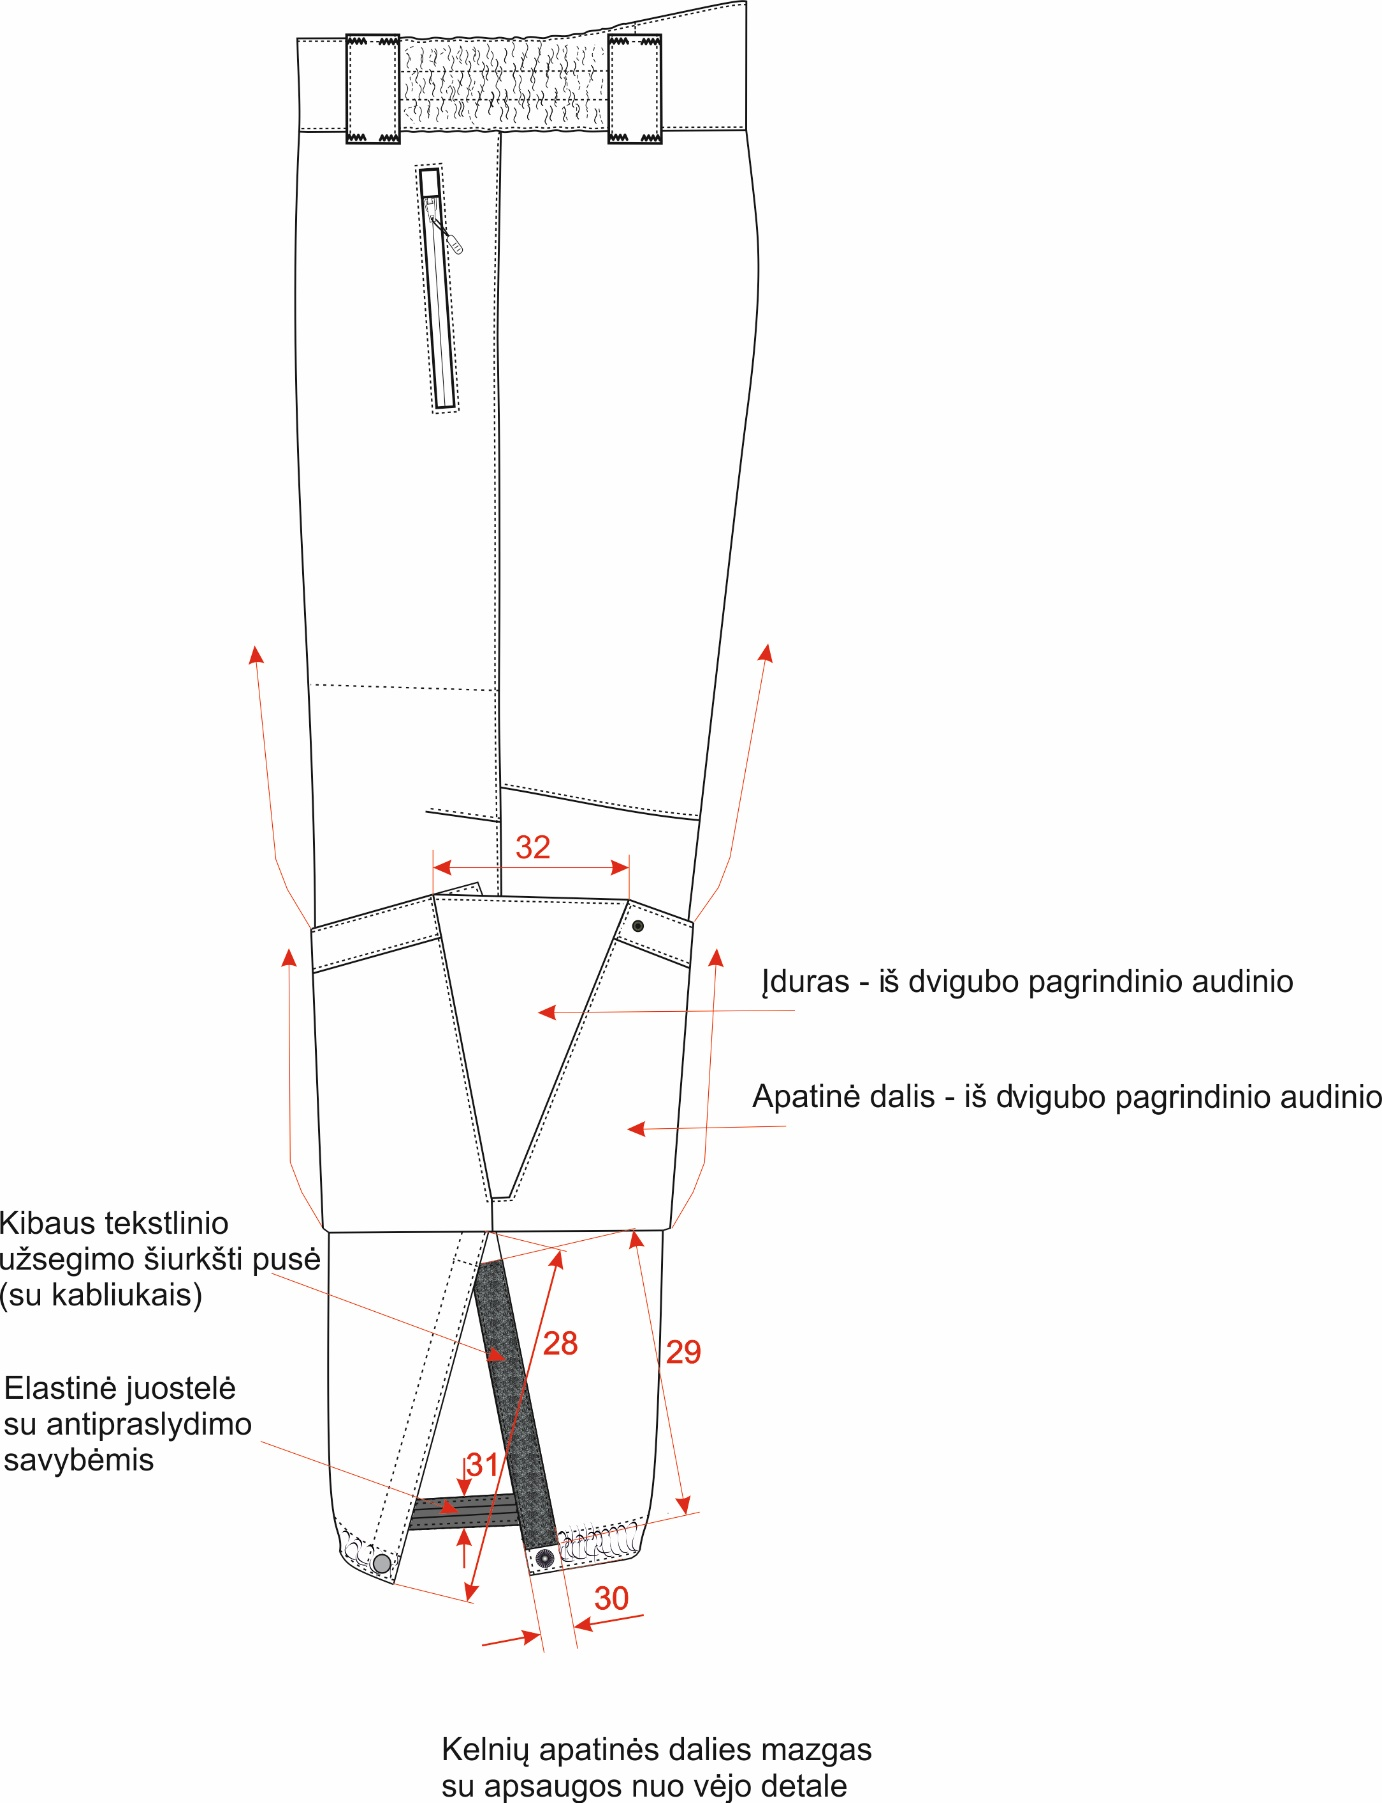 32
Įduras - iš dvigubo pagrindinio audinio
Apatinė dalis - iš dvigubo pagrindinio audinio
Kibaus tekstlinio
užsegimo šiurkšti pusė
(su kabliukais)
28
29
Elastinė juostelė
su antipraslydimo
savybėmis
31
30
Kelnių apatinės dalies mazgas
su apsaugos nuo vėjo detale